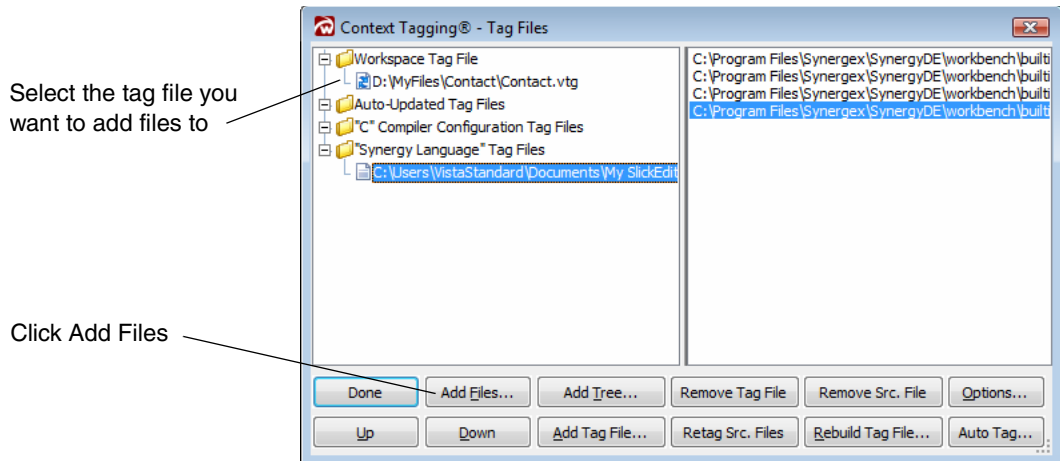 Context Tagging® - Tag Files
Workspace Tag File
D:\MyFiles\Contact\Contact.vtg
Auto-Updated Tag Files
"C" Compiler Configuration Tag Files
"Synergy Language" Tag Files
C:\Users\VistaStandard\Documents\My SlickEdit
C:\Program Files\Synergex\SynergyDE\workbench\builti
C:\Program Files\Synergex\SynergyDE\workbench\builti
C:\Program Files\Synergex\SynergyDE\workbench\builti
C:\Program Files\Synergex\SynergyDE\workbench\builti
Select the tag file you
want to add files to
Click Add Files
Done
Add Files...
Add Tree...
Remove Tag File
Remove Src. File
Options...
Up
Down
Add Tag File...
Retag Src. Files
Rebuild Tag File...
Auto Tag...